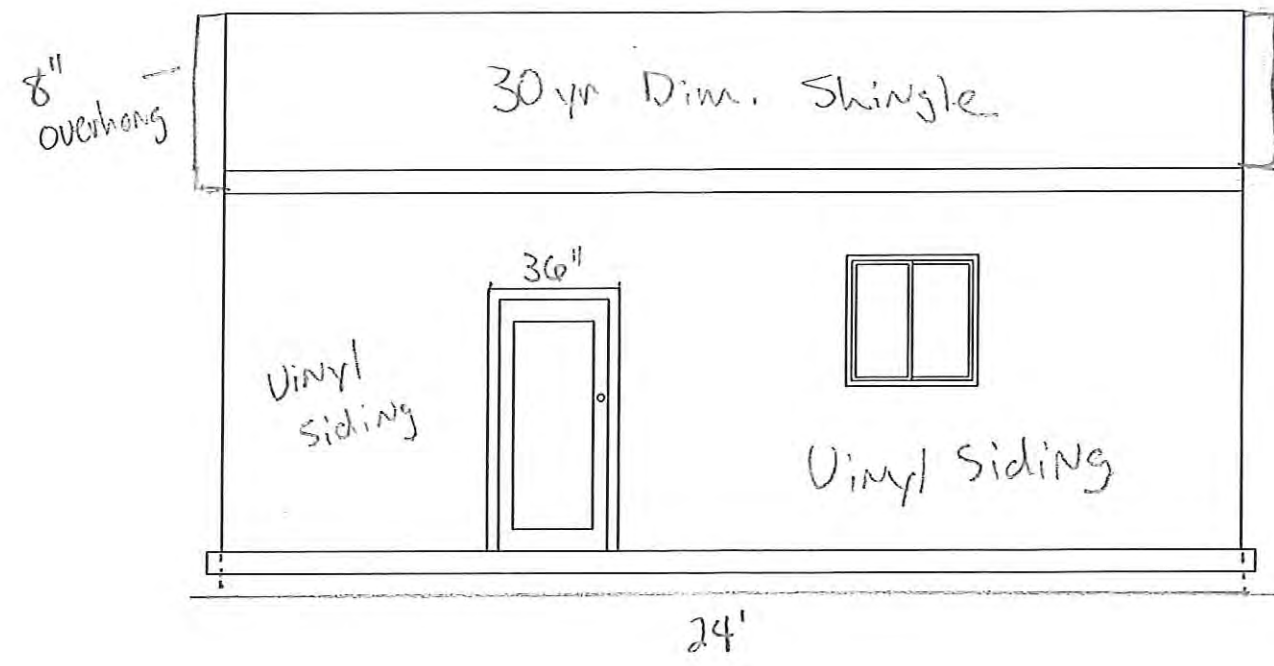 8"
overhang
30 yr. Dim. Shingle
36"
Vinyl
Siding
Vinyl Siding
24'